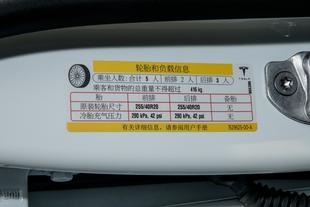 轮胎和负载信息
乘坐人数: 合计 5 人 前排 2 人 后排 3 人
乘客和货物的总重量不得超过 416 kg
胎 前排 后排 备胎
原装轮胎尺寸 255/40R20 255/40R20 无
冷胎充气压力 290 kPa, 42 psi 290 kPa, 42 psi 无
有关详细信息, 请参阅用户手册
TESLA